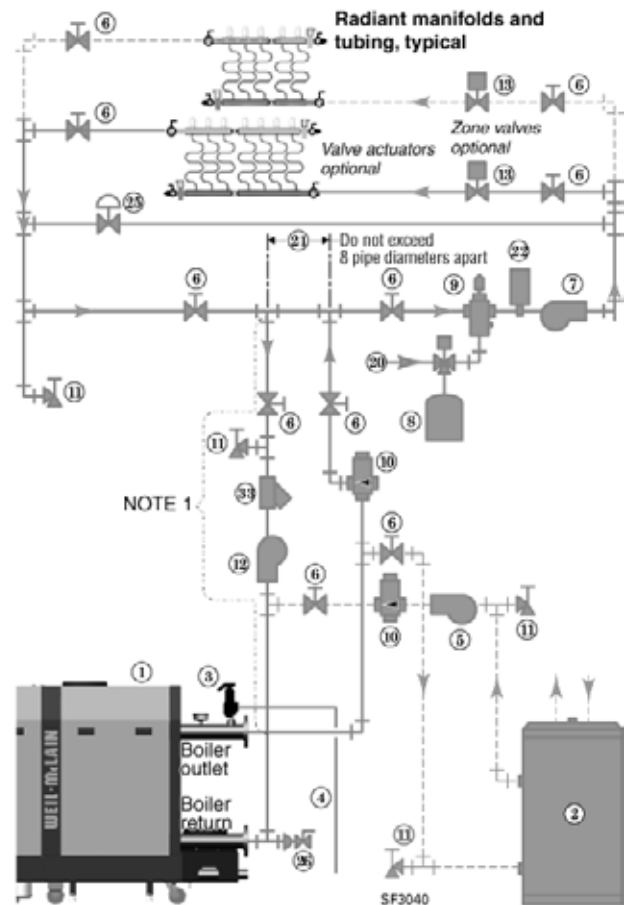 Radiant manifolds and
tubing, typical
6
13
6
6
Zone valves
optional
Valve actuators
optional
13
6
25
21
Do not exceed
8 pipe diameters apart
6
6
9
22
7
20
11
8
6
6
11
10
33
NOTE 1
6
12
6
10
5
11
1
3
WEIL-McLAIN
Boiler
outlet
4
Boiler
return
2
11
26
SF3040